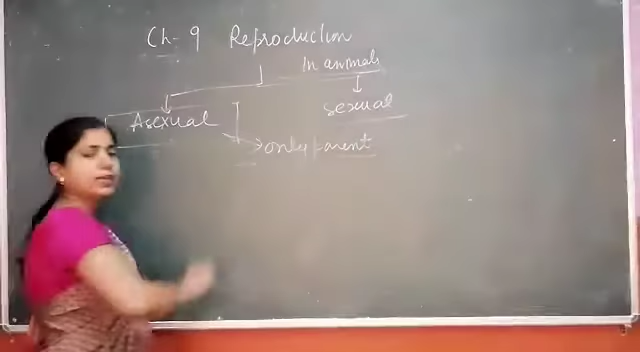 Ch-9 Reproduction
In animals
Asexual sexual
only parent